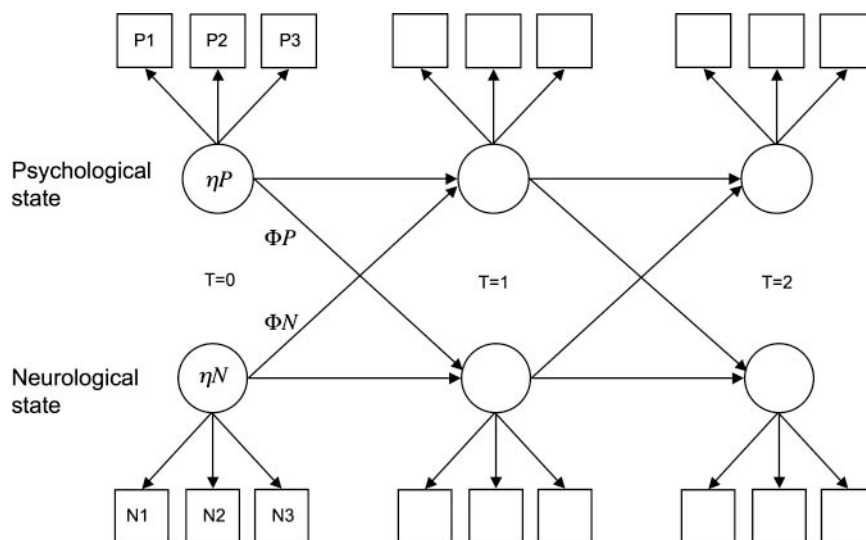 P1 P2 P3
Psychological
state
ηP
ΦP
T=0 T=1 T=2
ΦN
Neurological
state
ηN
N1 N2 N3